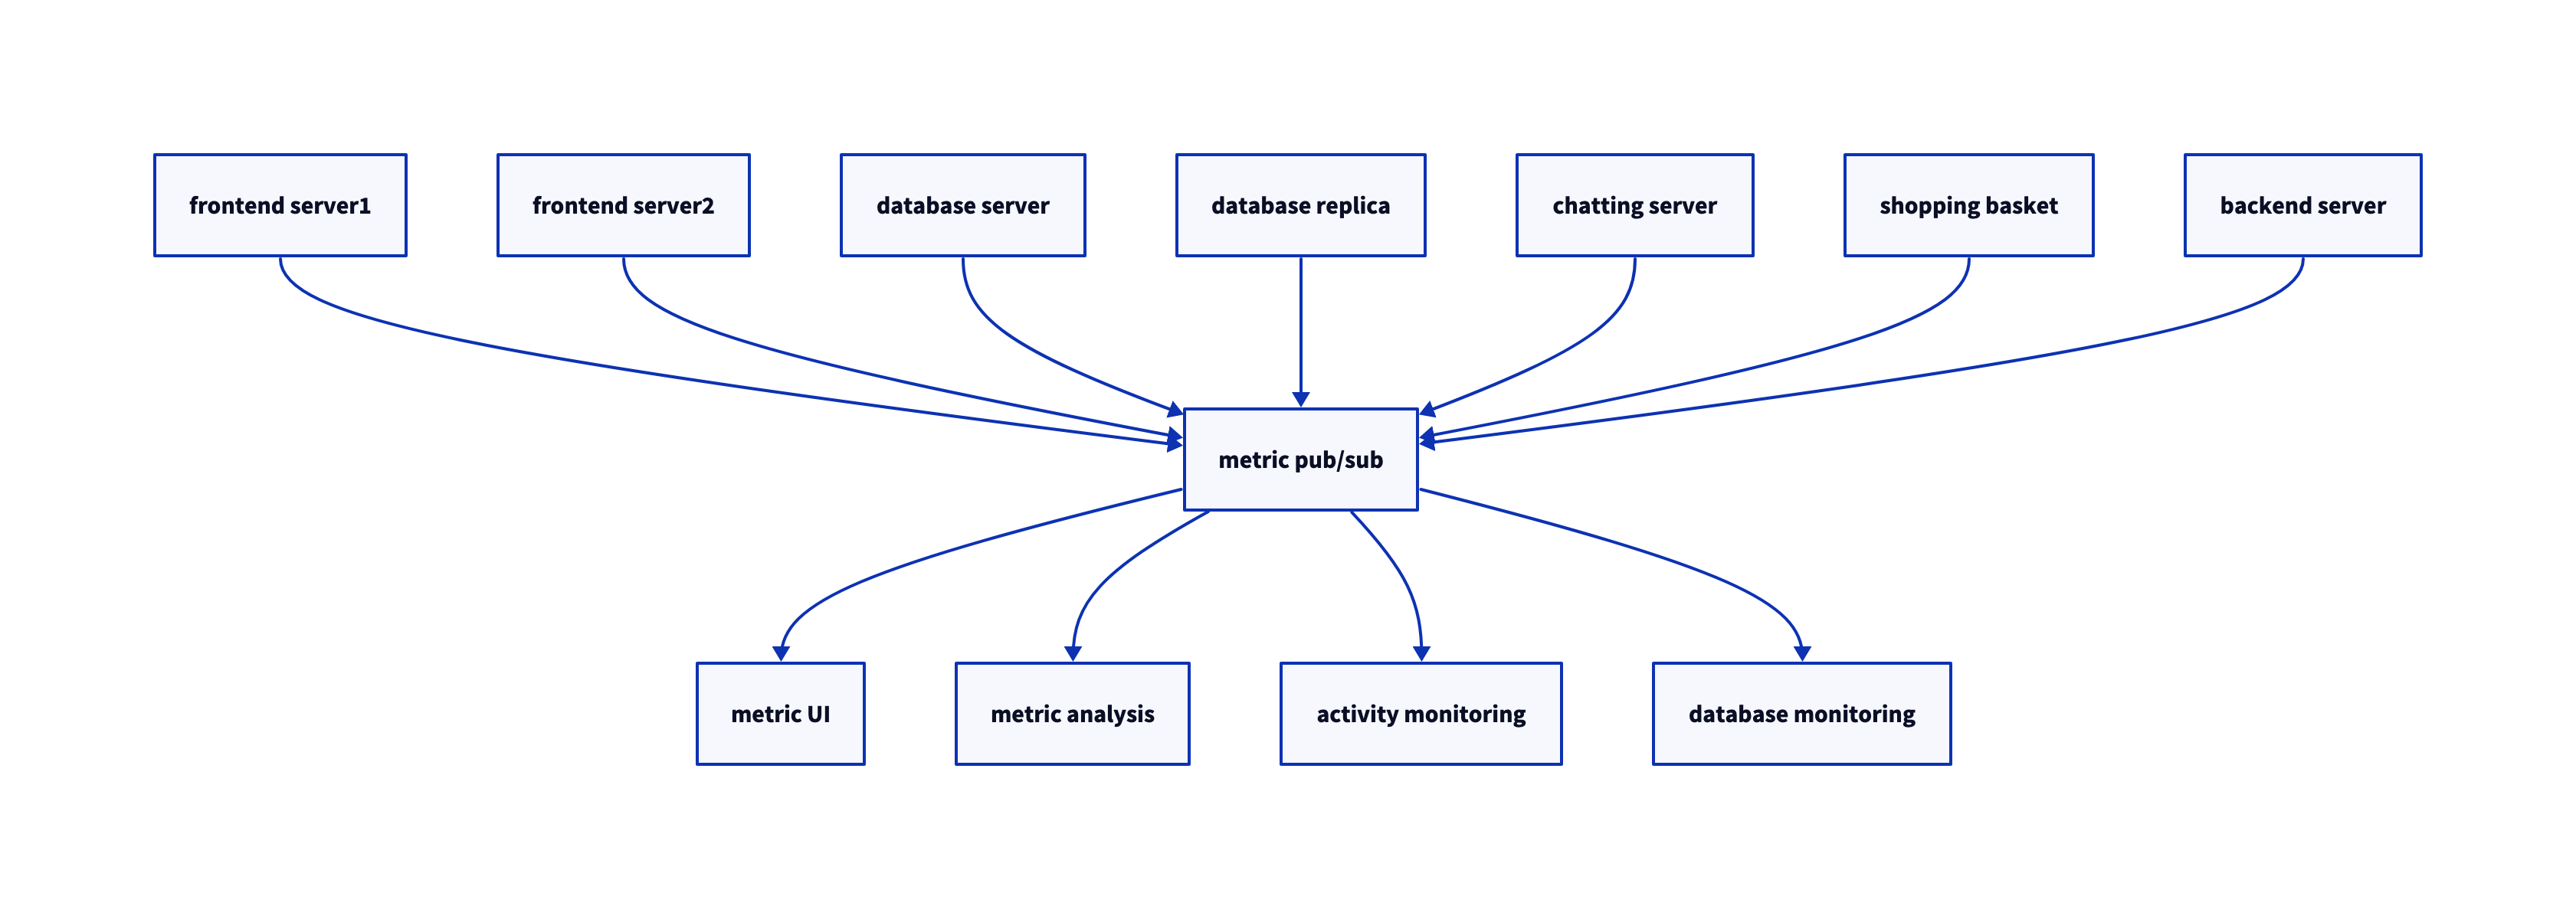 frontend server1
frontend server2
database server
database replica
chatting server
shopping basket
backend server
metric pub/sub
metric UI
metric analysis
activity monitoring
database monitoring